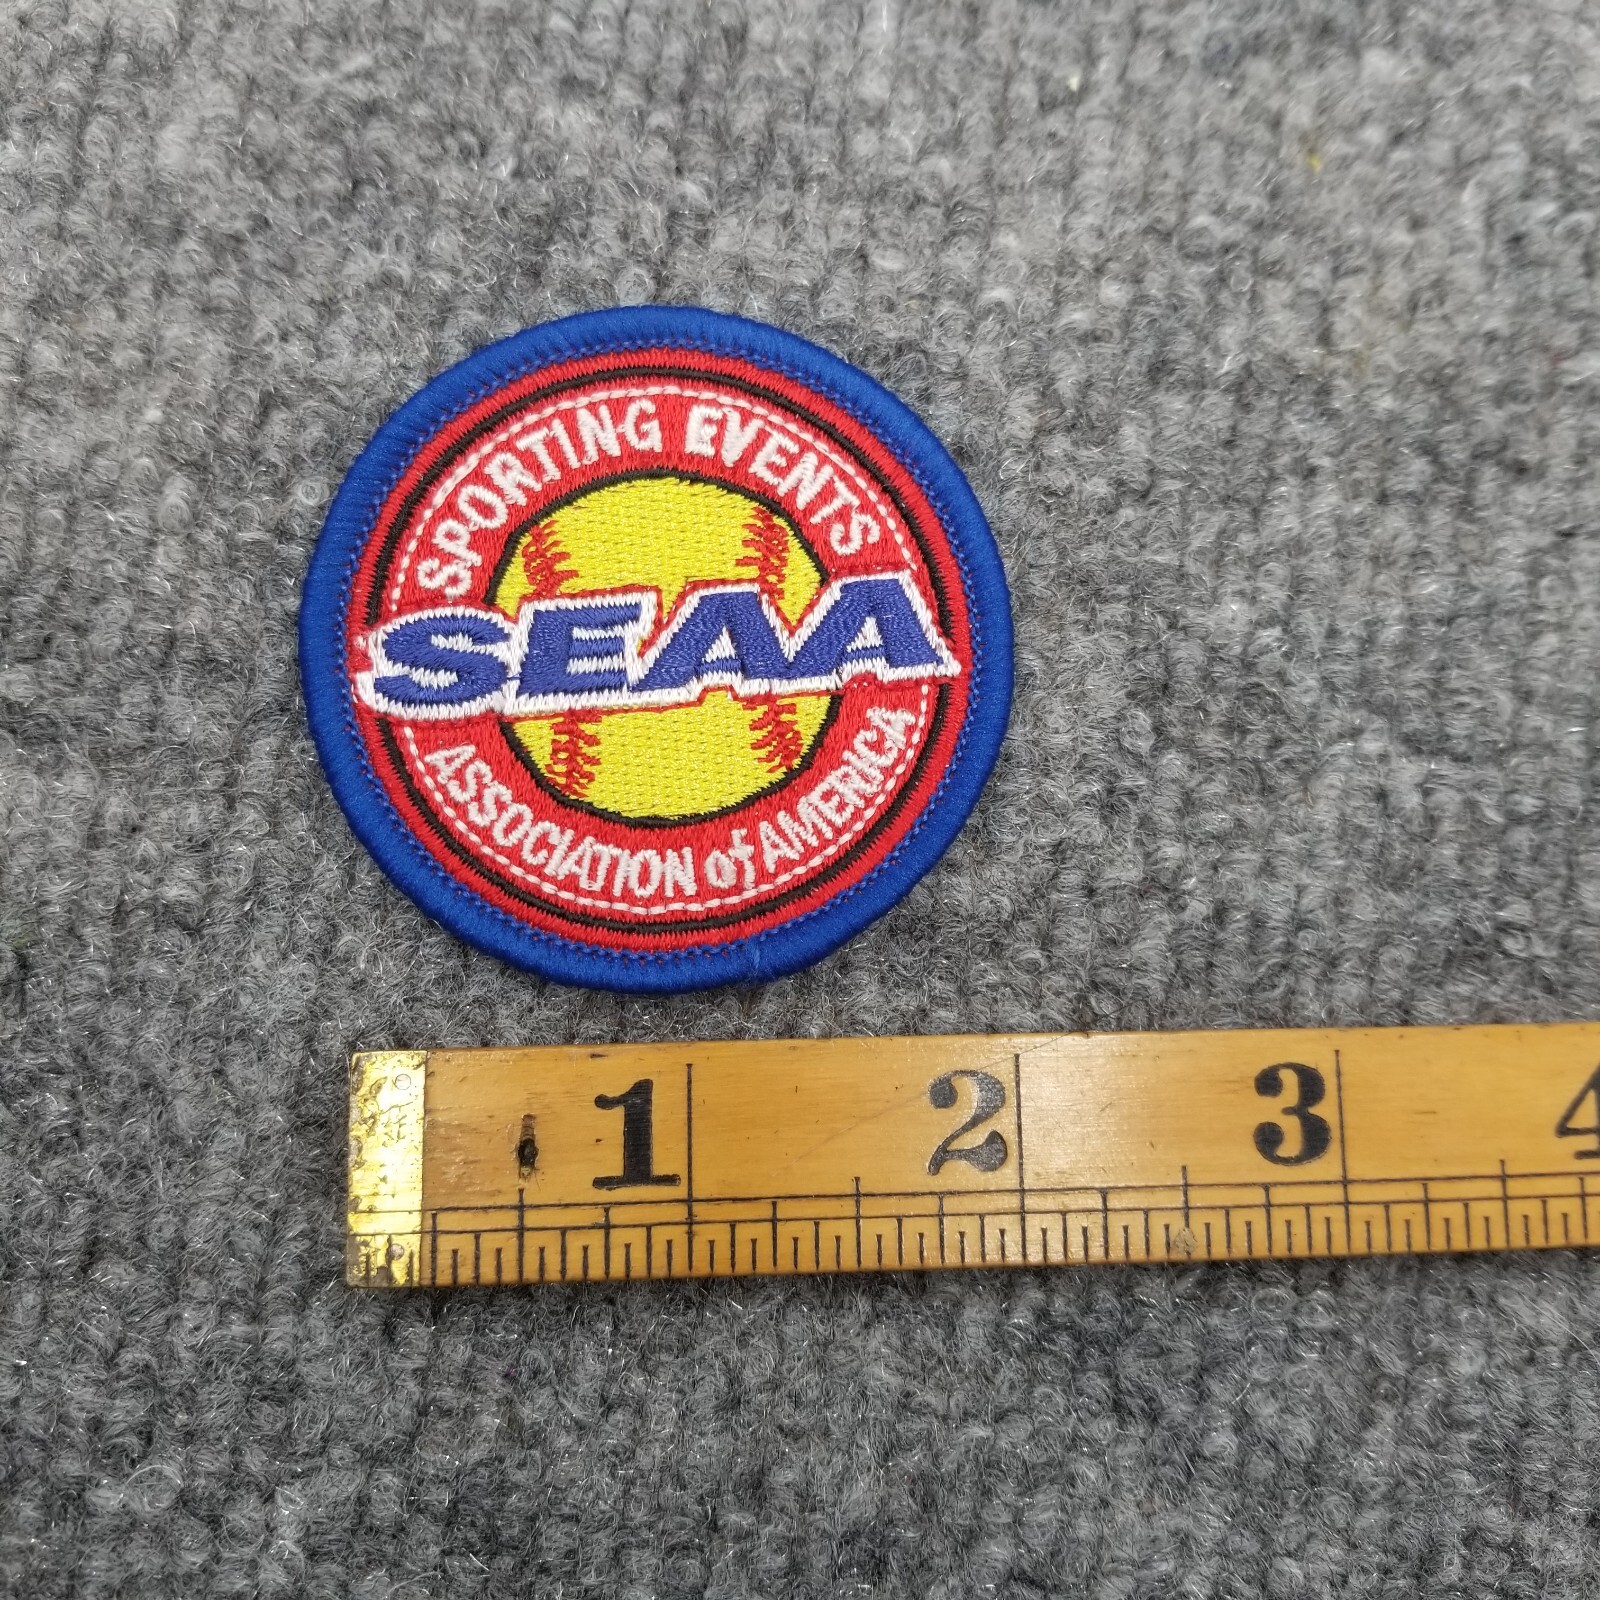 SPORTING EVENTS
SEAA
ASSOCIATION of AMERICA
1 2 3 4